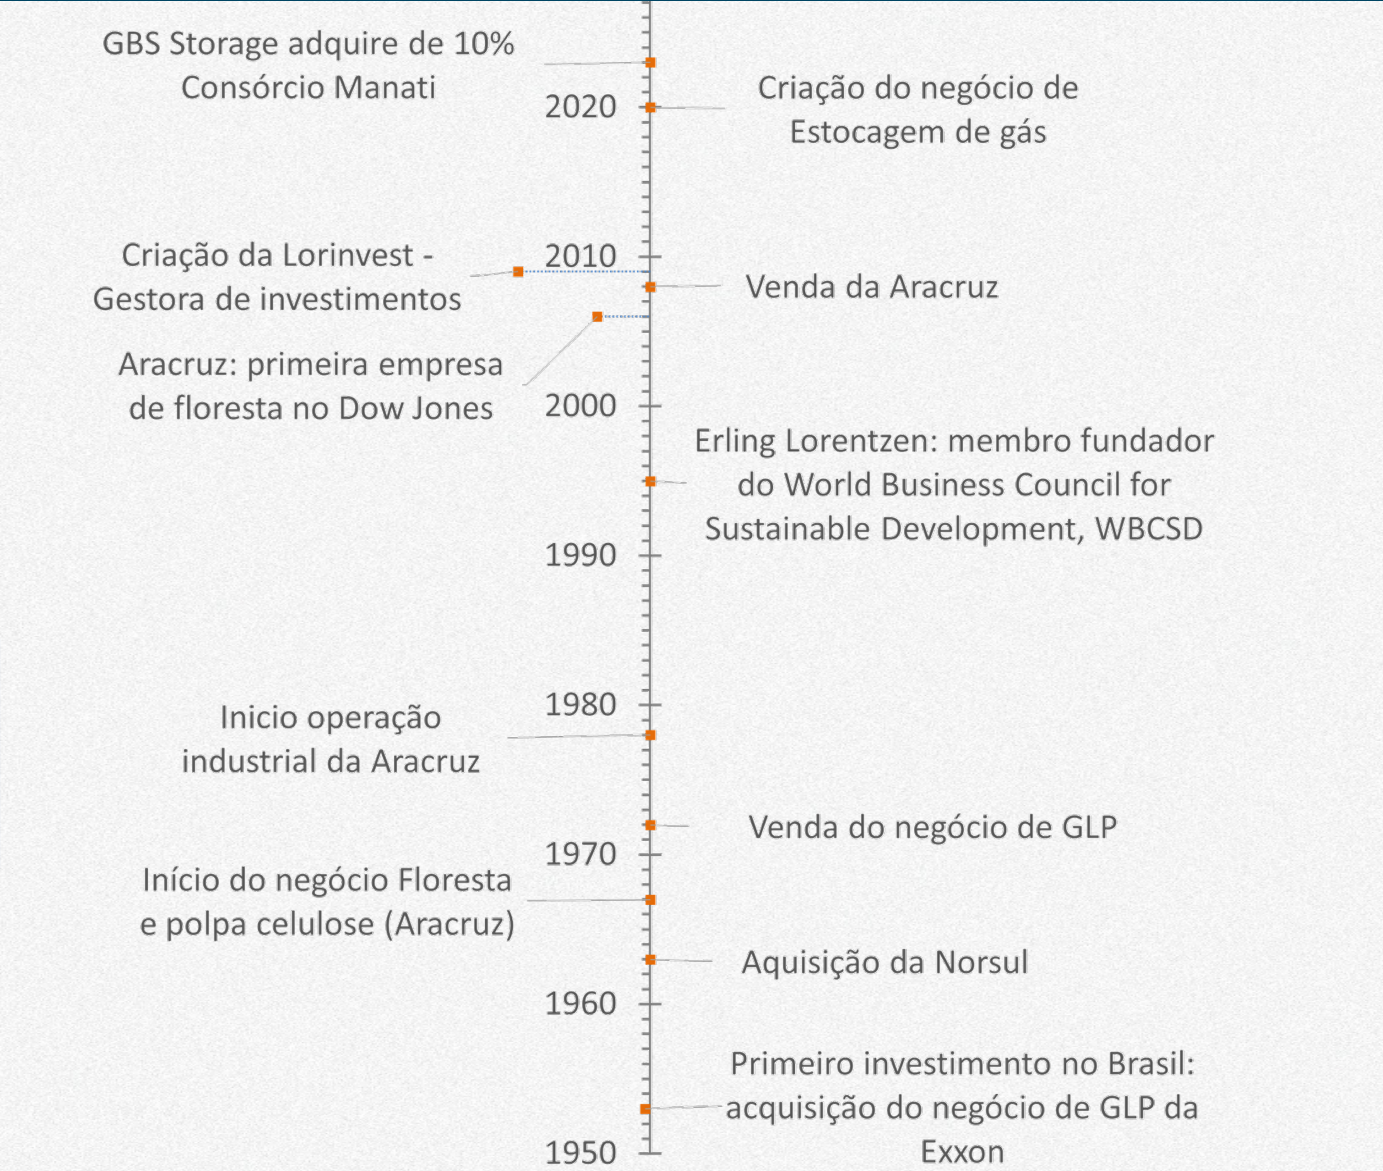 GBS Storage adquire de 10%
Consórcio Manati
2020
Criação do negócio de
Estocagem de gás
Criação da Lorinvest -
Gestora de investimentos
2010
Venda da Aracruz
Aracruz: primeira empresa
de floresta no Dow Jones
2000
Erling Lorentzen: membro fundador
do World Business Council for
Sustainable Development, WBCSD
1990
1980
Inicio operação
industrial da Aracruz
Venda do negócio de GLP
1970
Início do negócio Floresta
e polpa celulose (Aracruz)
Aquisição da Norsul
1960
Primeiro investimento no Brasil:
acquisição do negócio de GLP da
Exxon
1950